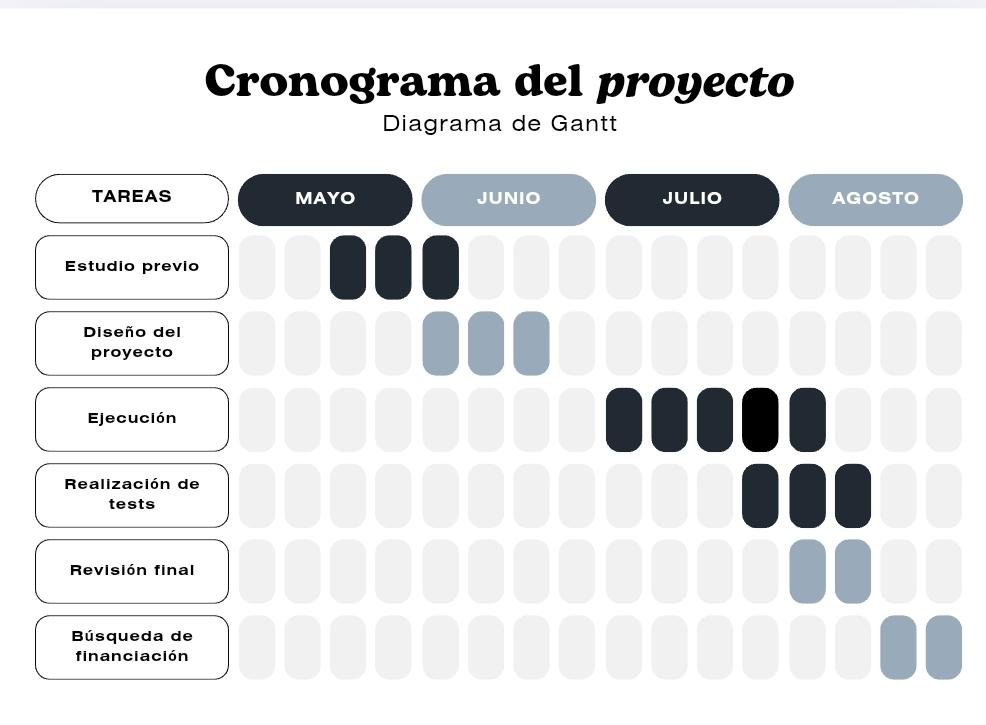 Cronograma del proyecto
Diagrama de Gantt
TAREAS
MAYO
JUNIO
JULIO
AGOSTO
Estudio previo
Diseño del
proyecto
Ejecución
Realización de
tests
Revisión final
Búsqueda de
financiación